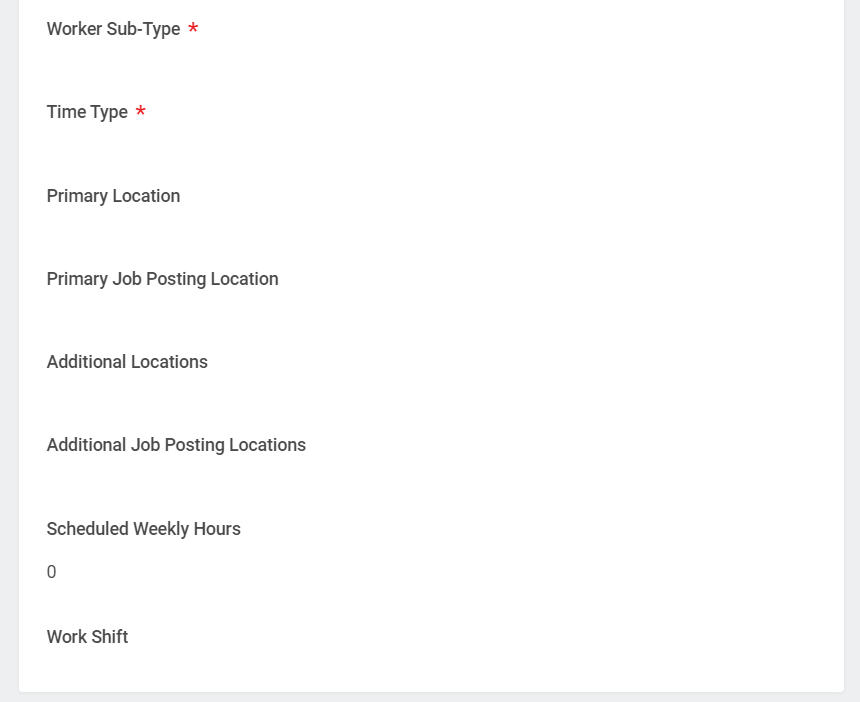 Worker Sub-Type *
Time Type *
Primary Location
Primary Job Posting Location
Additional Locations
Additional Job Posting Locations
Scheduled Weekly Hours
0
Work Shift